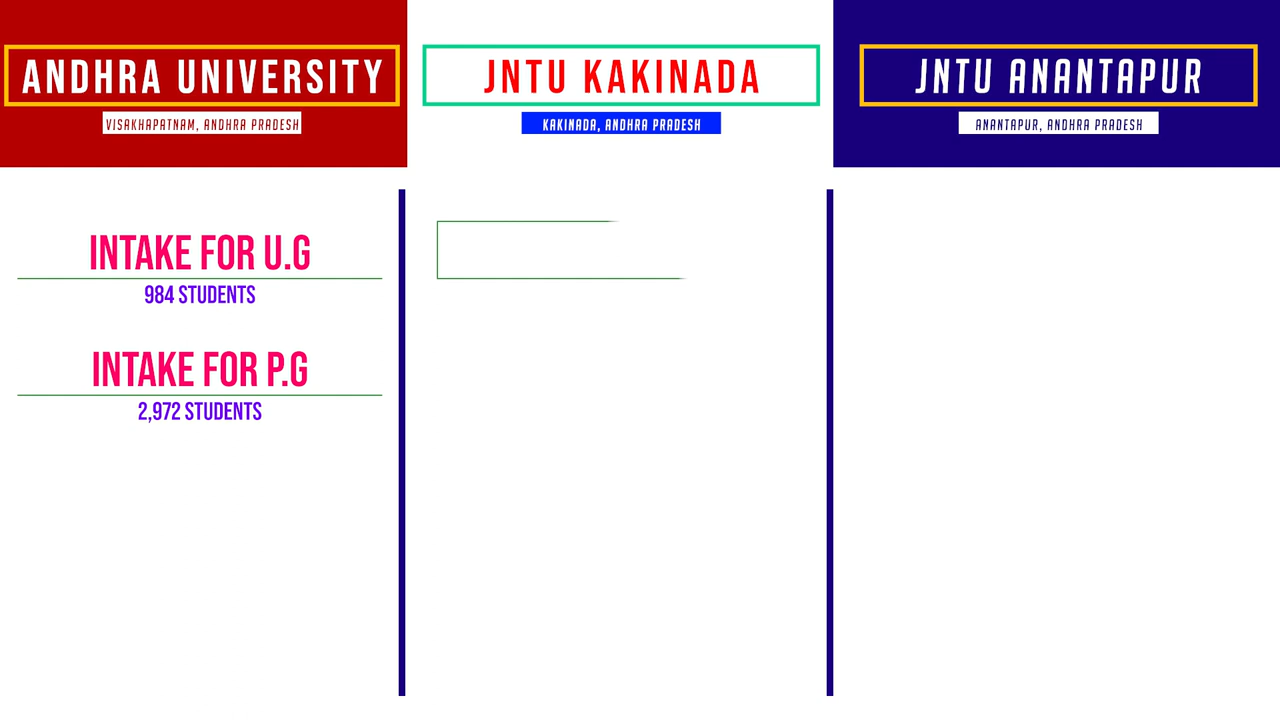 ANDHRA UNIVERSITY
VISAKHAPATNAM, ANDHRA PRADESH
JNTU KAKINADA
KAKINADA, ANDHRA PRADESH
JNTU ANANTAPUR
ANANTAPUR, ANDHRA PRADESH
INTAKE FOR U.G
984 STUDENTS
INTAKE FOR P.G
2,972 STUDENTS